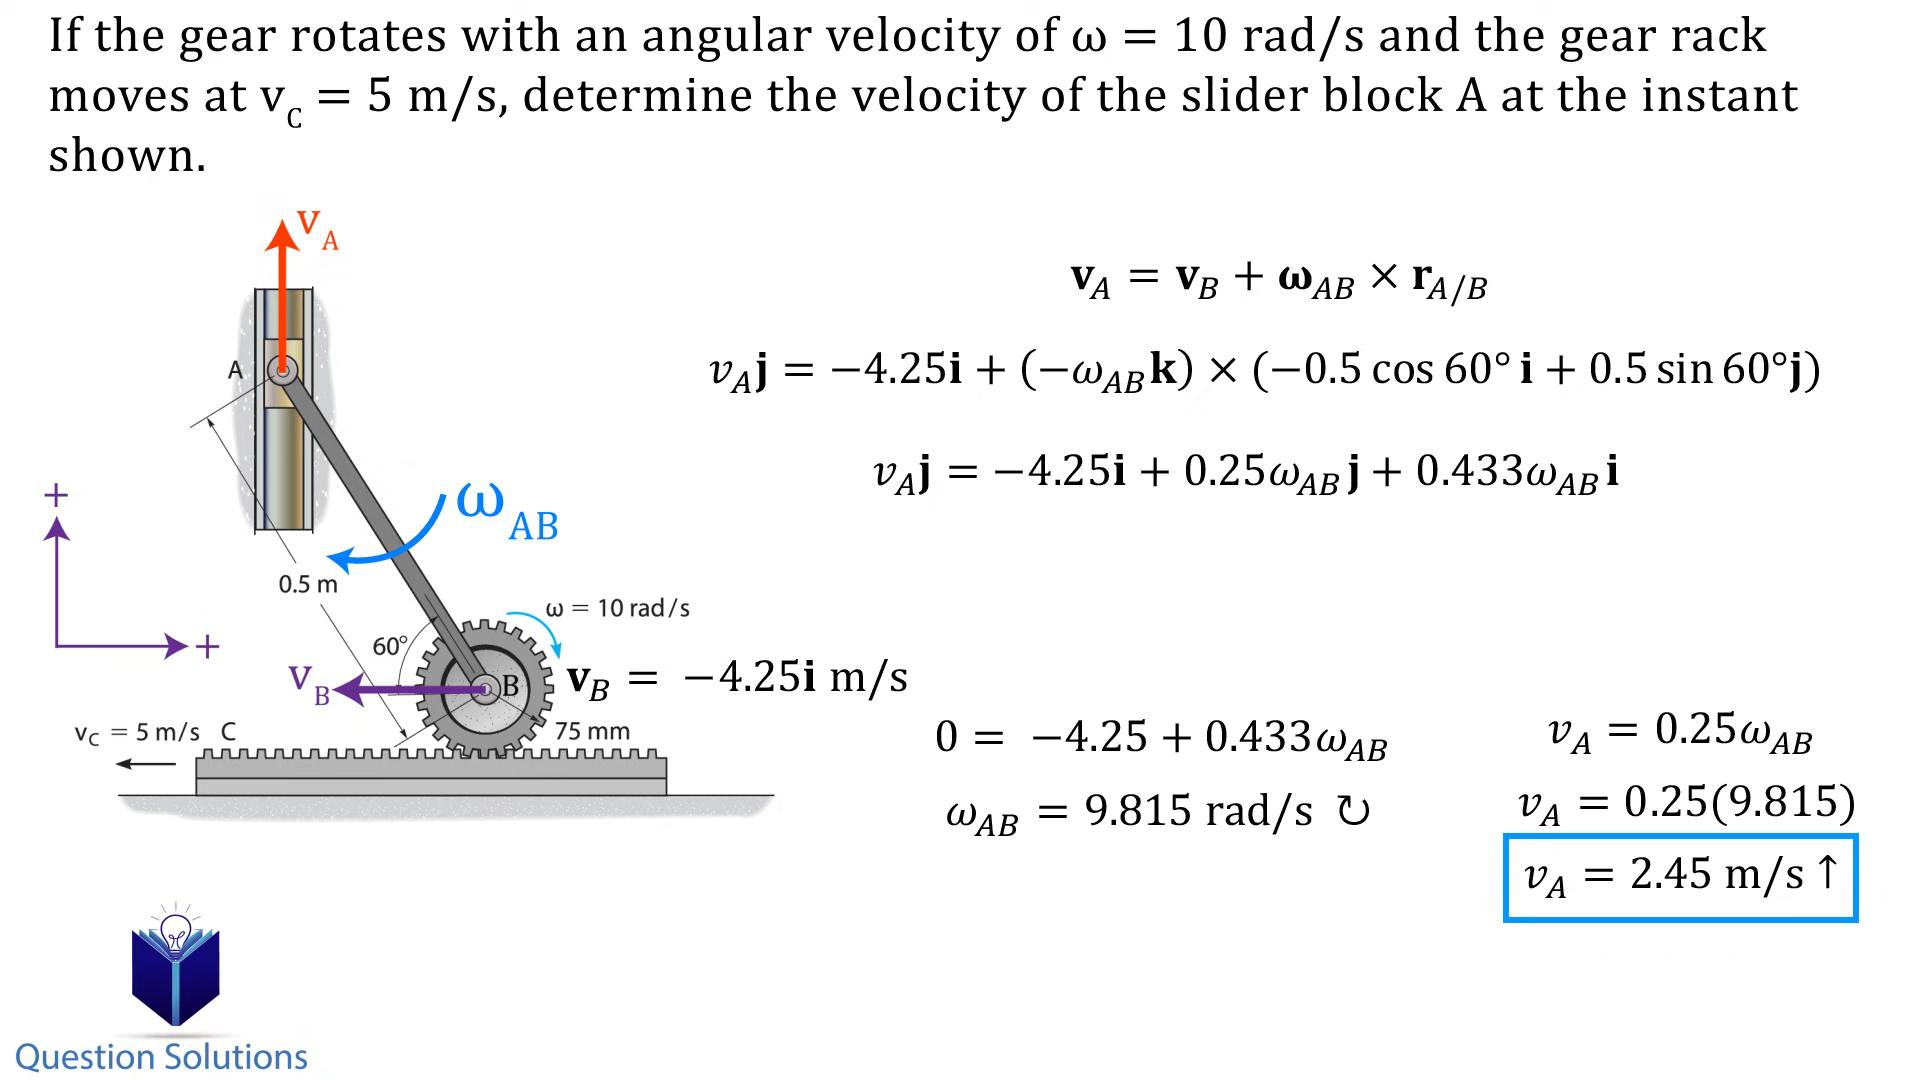 If the gear rotates with an angular velocity of ω = 10 rad/s and the gear rack
moves at v_C = 5 m/s, determine the velocity of the slider block A at the instant
shown.
v_A
A
+
ω_AB
0.5 m
ω = 10 rad/s
60°
+
v_B
B
v_C = 5 m/s C
75 mm
𝐯_B = −4.25𝐢 m/s
𝐯_A = 𝐯_B + 𝛚_AB × 𝐫_A/B
v_A𝐣 = −4.25𝐢 + (−ω_AB𝐤) × (−0.5 cos 60° 𝐢 + 0.5 sin 60°𝐣)
v_A𝐣 = −4.25𝐢 + 0.25ω_AB 𝐣 + 0.433ω_AB 𝐢
0 = −4.25 + 0.433ω_AB
ω_AB = 9.815 rad/s ↻
v_A = 0.25ω_AB
v_A = 0.25(9.815)
v_A = 2.45 m/s ↑
Question Solutions